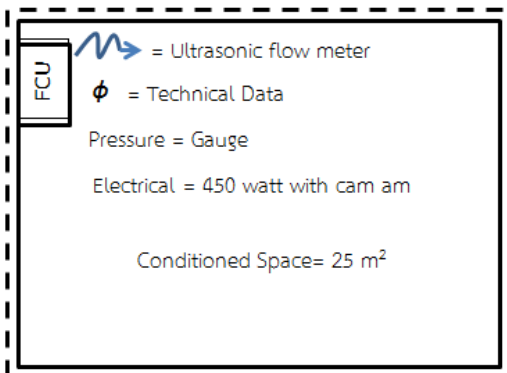 FCU
= Ultrasonic flow meter
ϕ = Technical Data
Pressure = Gauge
Electrical = 450 watt with cam am
Conditioned Space= 25 m²